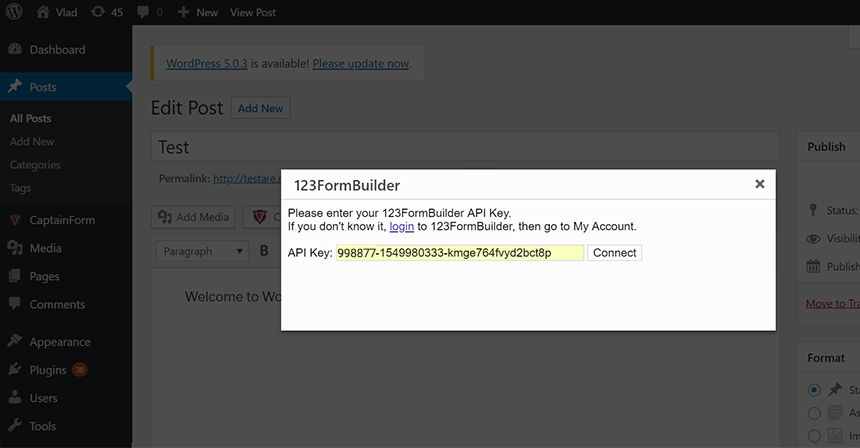 Vlad 45 0 New View Post
Dashboard
WordPress 5.0.3 is available! Please update now.
Posts
Edit Post Add New
All Posts
Add New
Categories
Tags
Test
Publish
Permalink: http://testare.
123FormBuilder
Please enter your 123FormBuilder API Key.
If you don't know it, login to 123FormBuilder, then go to My Account.
API Key: 998877-1549980333-kmge764fvyd2bct8p Connect
CaptainForm
Add Media
C
Status:
Media
Paragraph B
Visibili
Pages
Publish
Comments
Welcome to Wo
Move to Tra
Appearance
Plugins 38
Format
Users
Sta
As
Tools
Im